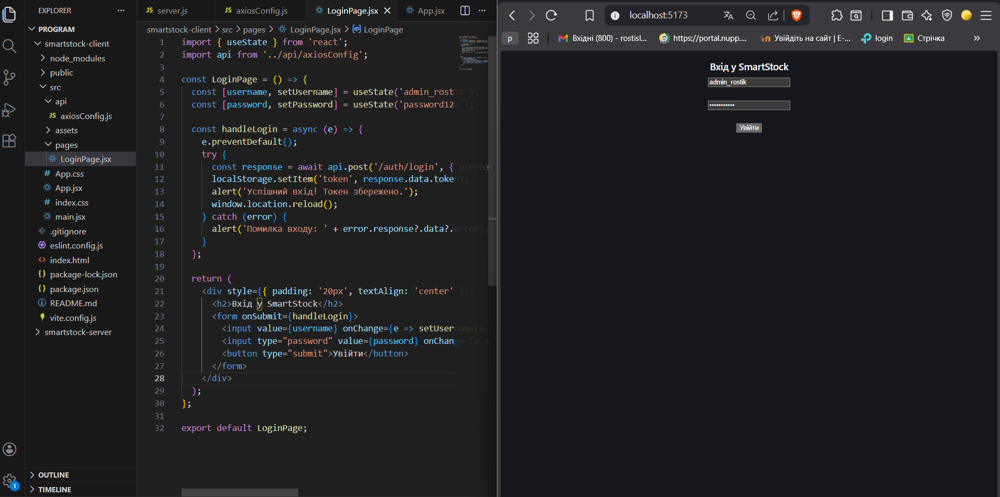 EXPLORER
PROGRAM
smartstock-client
node_modules
public
src
api
JS axiosConfig.js
assets
pages
LoginPage.jsx
# App.css
App.jsx
# index.css
main.jsx
.gitignore
eslint.config.js
<> index.html
{} package-lock.json
{} package.json
README.md
vite.config.js
smartstock-server
OUTLINE
TIMELINE
1
JS server.js
JS axiosConfig.js
LoginPage.jsx
App.jsx
smartstock-client > src > pages > LoginPage.jsx > LoginPage
1 import { useState } from 'react';
2 import api from '../api/axiosConfig';
3
4 const LoginPage = () => {
5 const [username, setUsername] = useState('admin_rostik');
6 const [password, setPassword] = useState('password123');
7
8 const handleLogin = async (e) => {
9 e.preventDefault();
10 try {
11 const response = await api.post('/auth/login', { userna
12 localStorage.setItem('token', response.data.token);
13 alert('Успішний вхід! Токен збережено.');
14 window.location.reload();
15 } catch (error) {
16 alert('Помилка входу: ' + error.response?.data?.error);
17 }
18 };
19
20 return (
21 <div style={{ padding: '20px', textAlign: 'center' }}>
22 <h2>Вхід у SmartStock</h2>
23 <form onSubmit={handleLogin}>
24 <input value={username} onChange={e => setUsername(e.
25 <input type="password" value={password} onChange={e =
26 <button type="submit">Увійти</button>
27 </form>
28 </div>
29 );
30 };
31
32 export default LoginPage;
localhost:5173
p
Вхідні (800) - rostisl...
https://portal.nupp....
Увійдіть на сайт | E-...
login
Стрічка
Вхід у SmartStock
admin_rostik
•••••••••••
Увійти